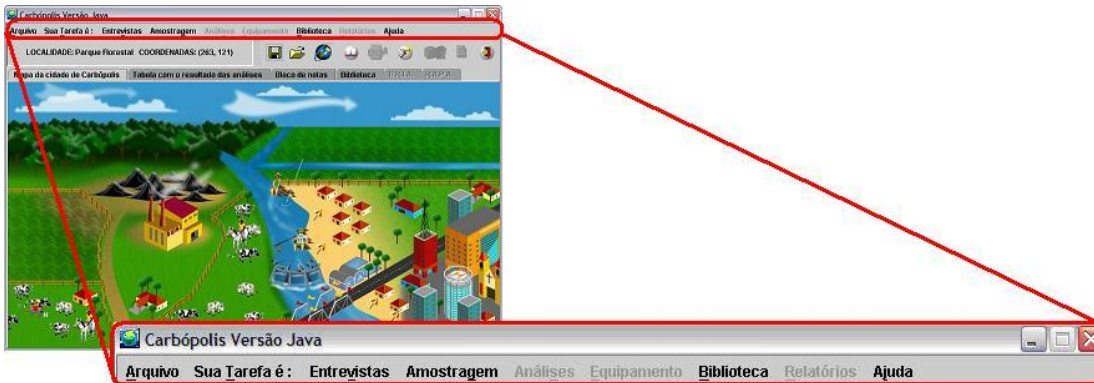 Carbópolis Versão Java
Arquivo Sua Tarefa é : Entrevistas Amostragem Análises Equipamento Biblioteca Relatórios Ajuda
LOCALIDADE: Parque Florestal COORDENADAS: (263, 121)
Mapa da cidade de Carbópolis Tabela com o resultado das análises Bloco de notas Biblioteca P.R.I.A. R.A.P.A.
Carbópolis Versão Java
Arquivo Sua Tarefa é : Entrevistas Amostragem Análises Equipamento Biblioteca Relatórios Ajuda